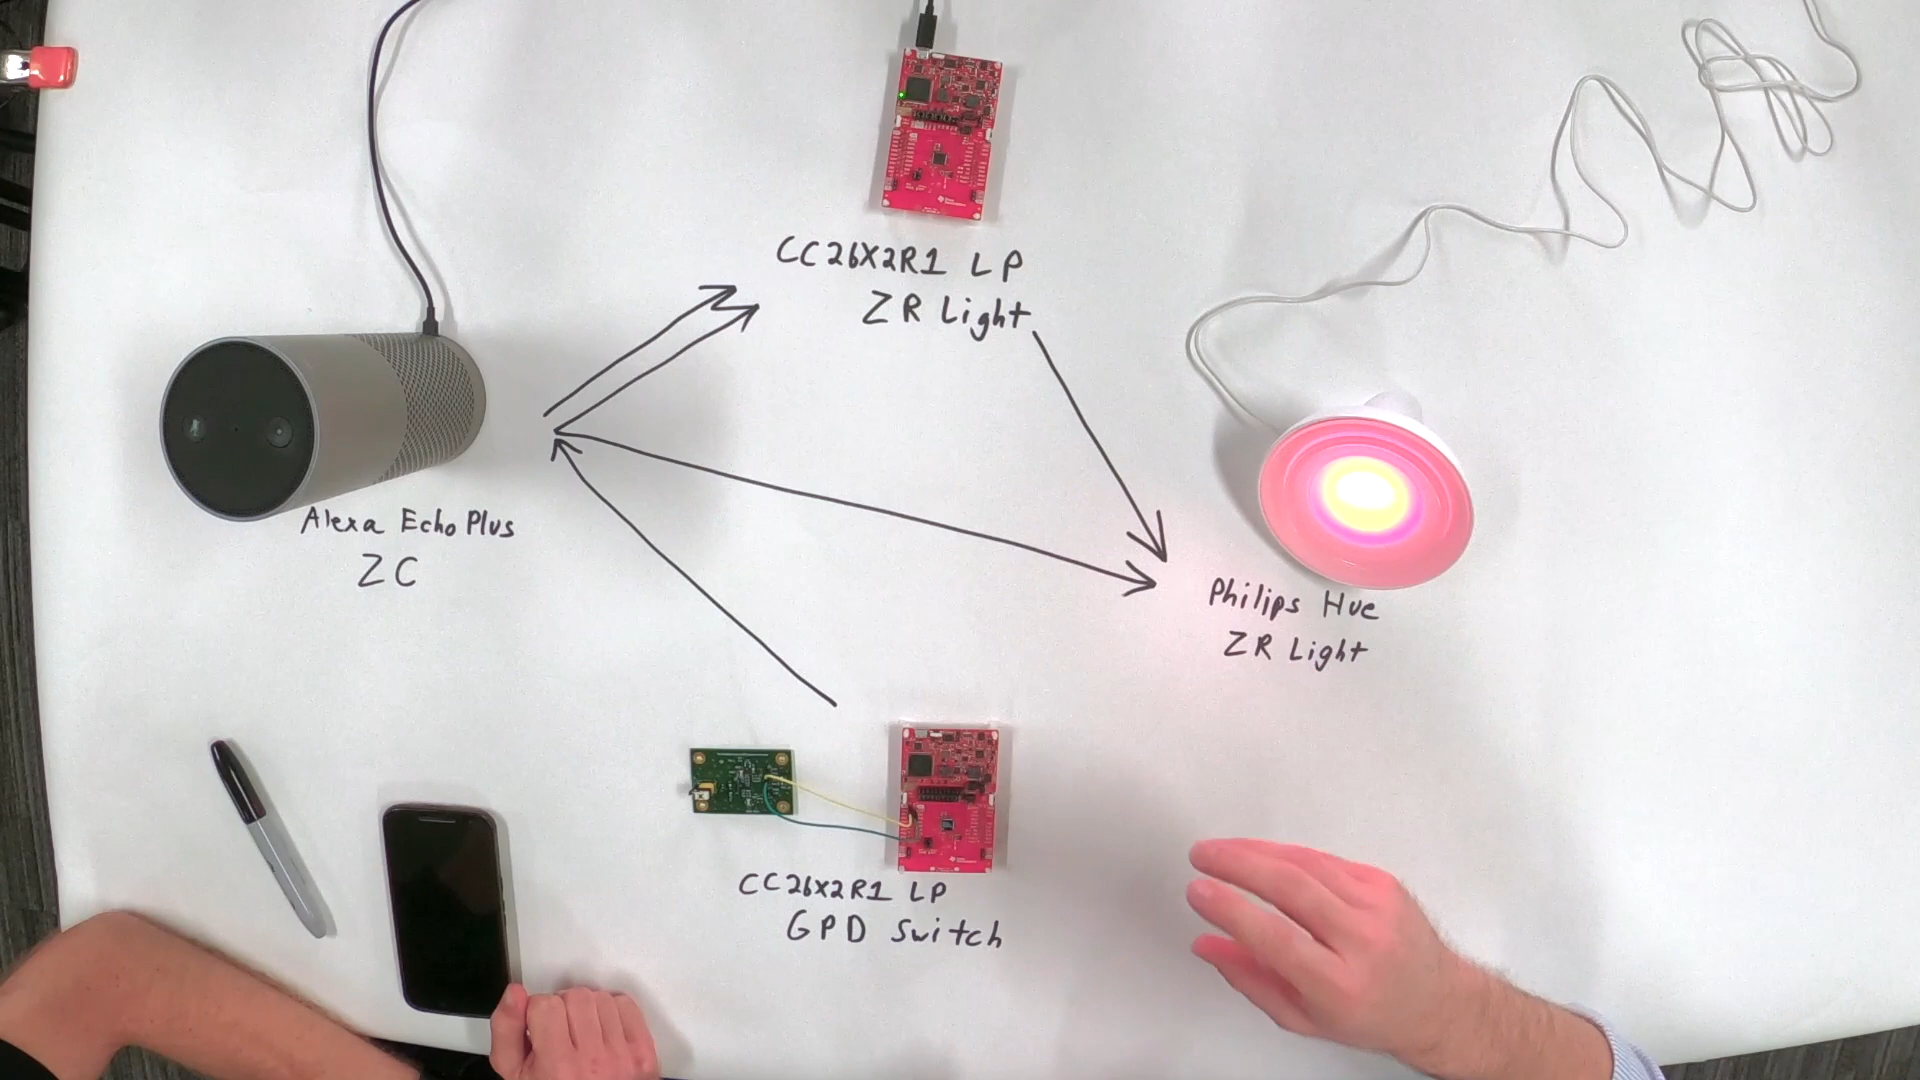 CC26X2R1 LP
ZR Light
Alexa Echo Plus
ZC
Philips Hue
ZR Light
CC26X2R1 LP
GPD Switch